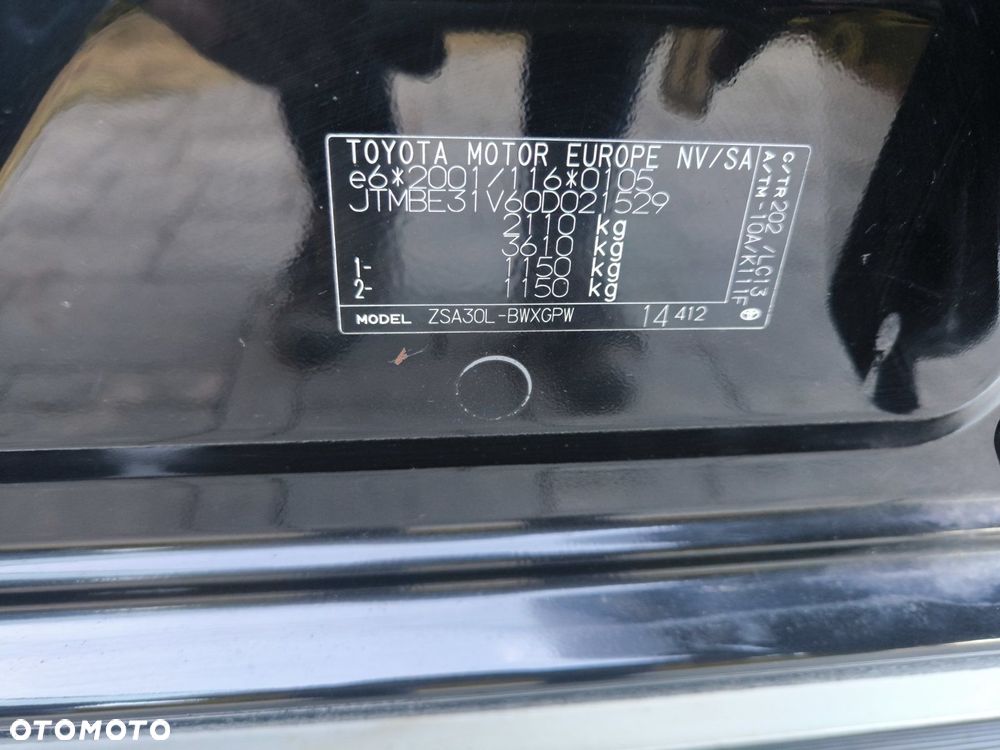 TOYOTA MOTOR EUROPE NV/SA
e6*2001/116*0105
JTMBE31V60D021529
2110 kg
3610 kg
1- 1150 kg
2- 1150 kg
MODEL ZSA30L-BWXGPW 14 412
C/TR 202 /LC13
A/TM-10A/K111F
OTOMOTO